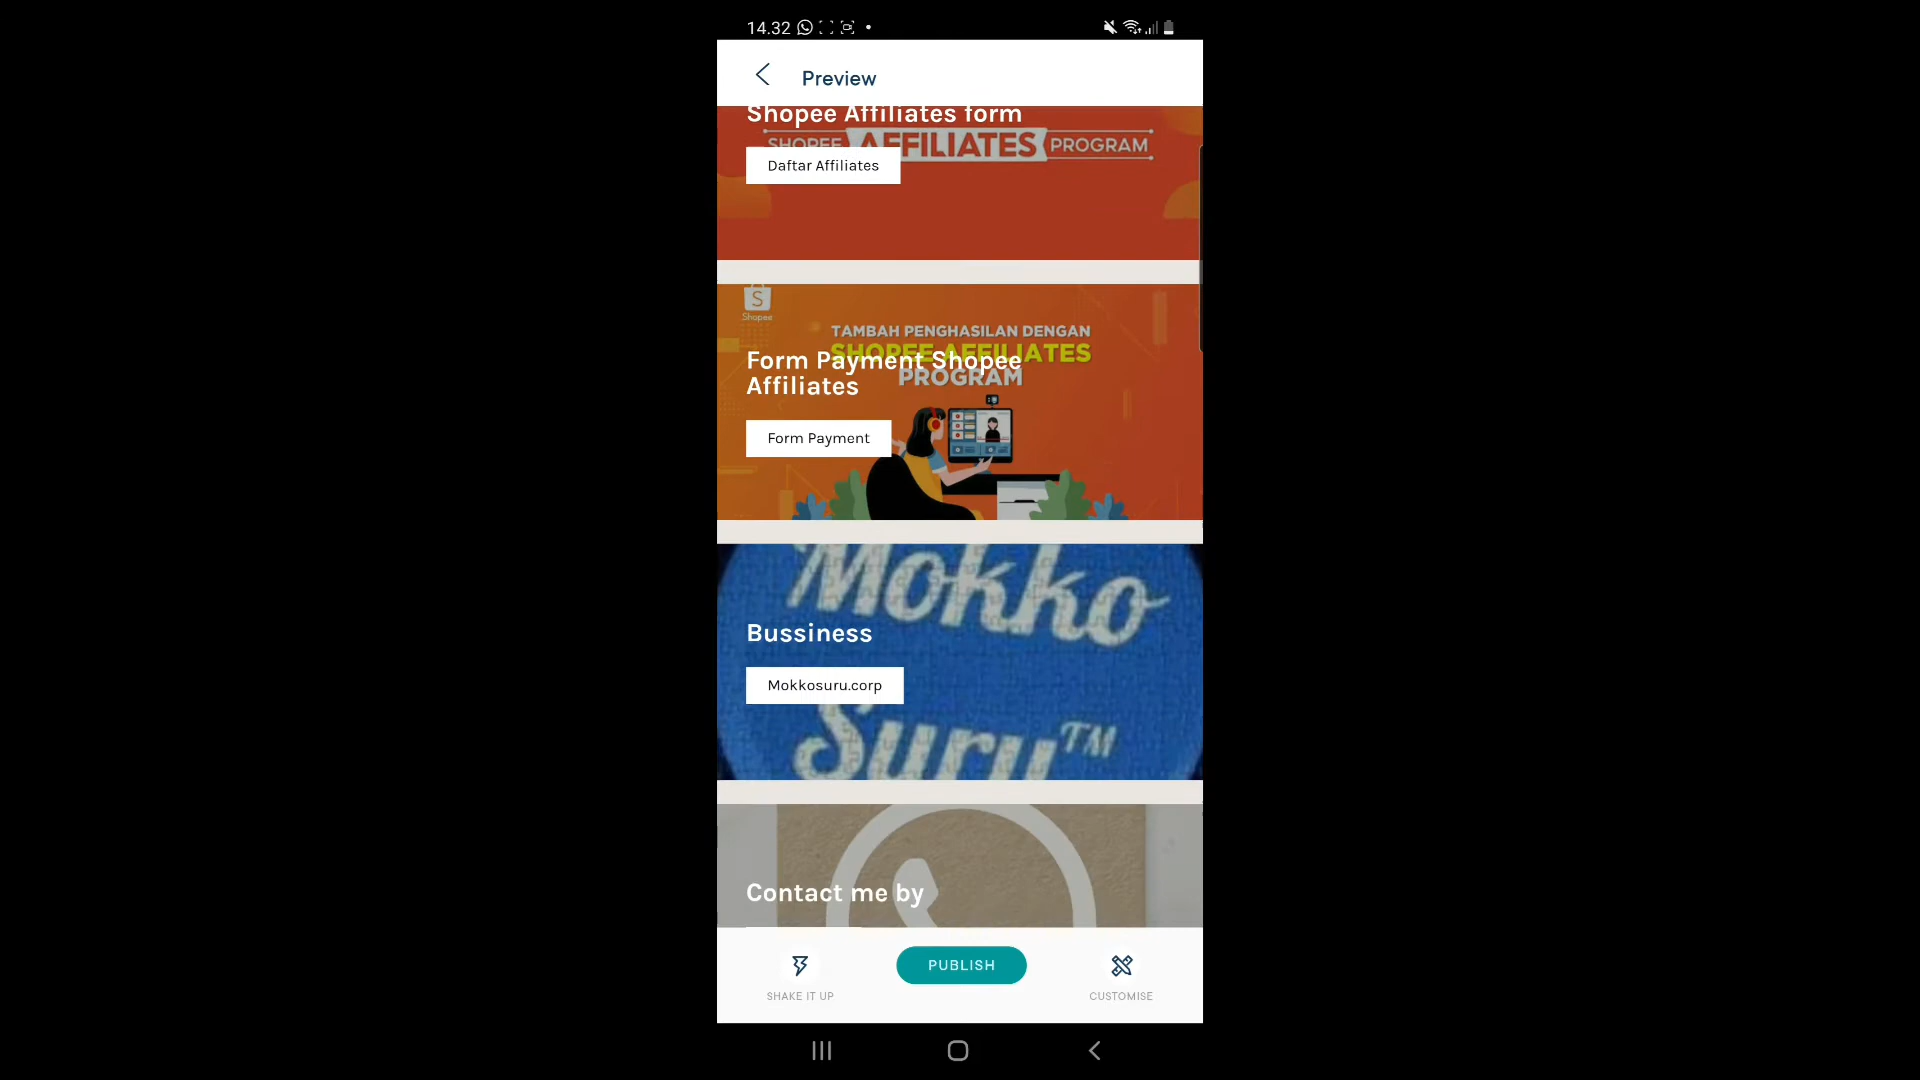 14.32
Preview
Shopee Affiliates form
SHOPEE AFFILIATES PROGRAM
Daftar Affiliates
S
Shopee
TAMBAH PENGHASILAN DENGAN
SHOPEE AFFILIATES
PROGRAM
Form Payment Shopee
Affiliates
Form Payment
Mokko
Bussiness
Mokkosuru.corp
Suru™
Contact me by
PUBLISH
SHAKE IT UP
CUSTOMISE